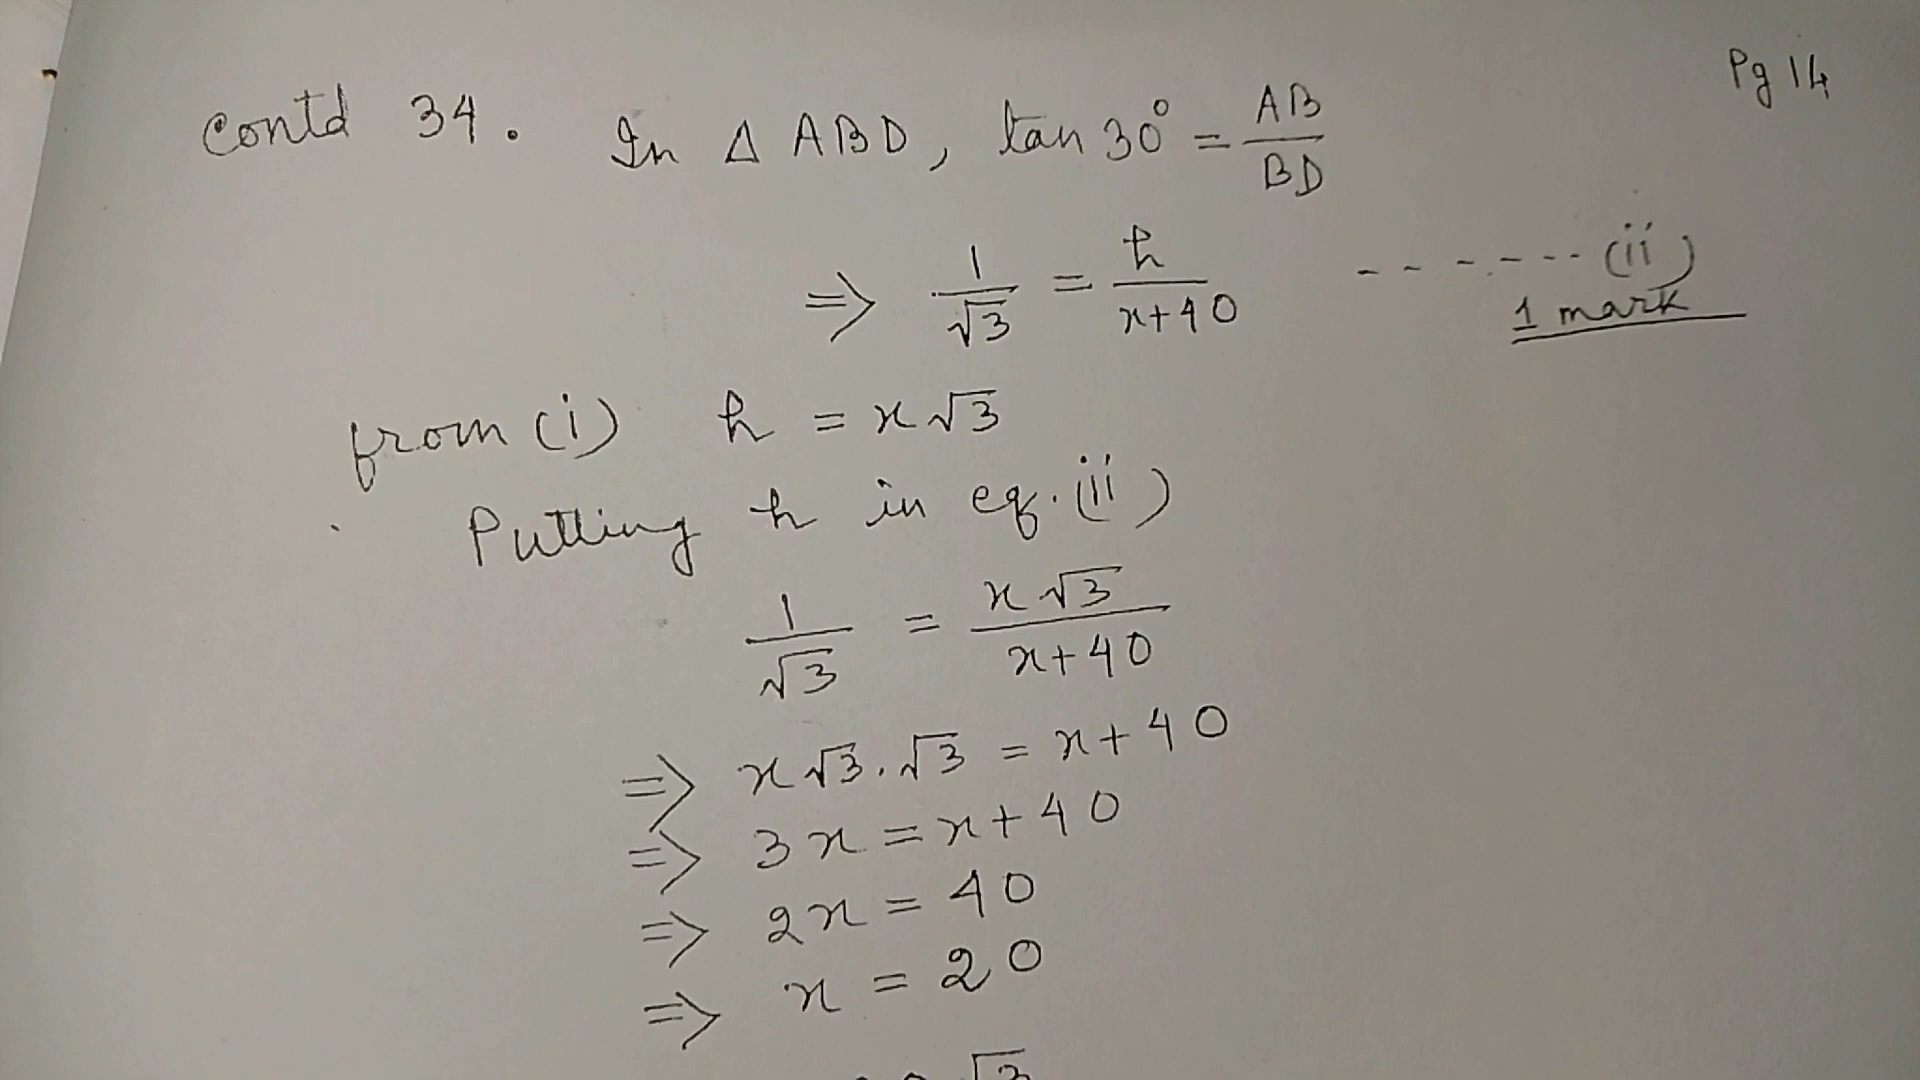 Pg 14
Contd 34. In Δ ABD, tan 30° = AB/BD
=> 1/√3 = h/x+40 ------- (ii)
1 mark
from (i) h = x√3
Putting h in eq. (ii)
1/√3 = x√3/x+40
=> x√3.√3 = x+40
=> 3x = x+40
=> 2x = 40
=> x = 20
√3